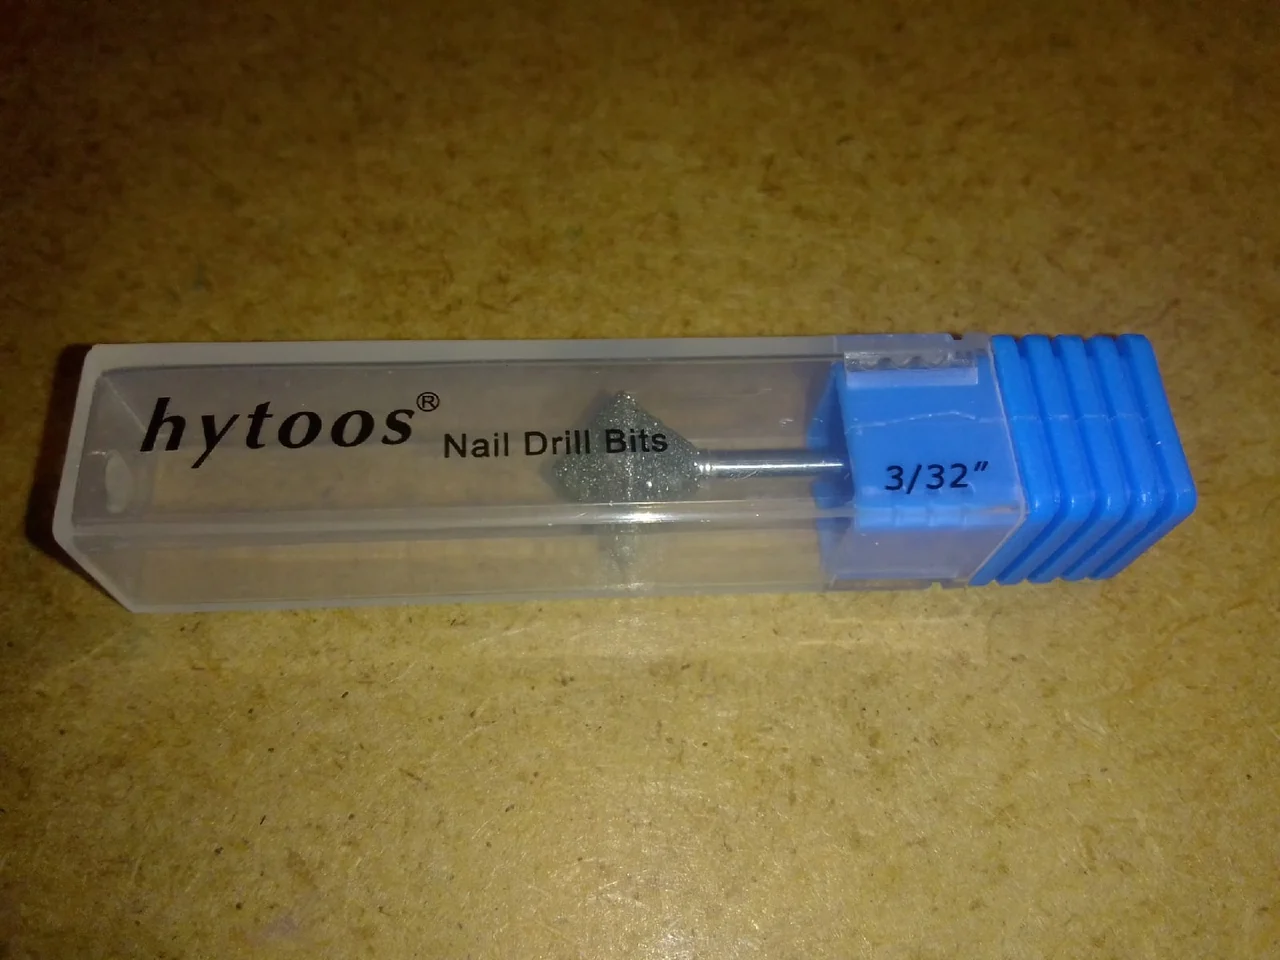 hytoos®
Nail Drill Bits
3/32"